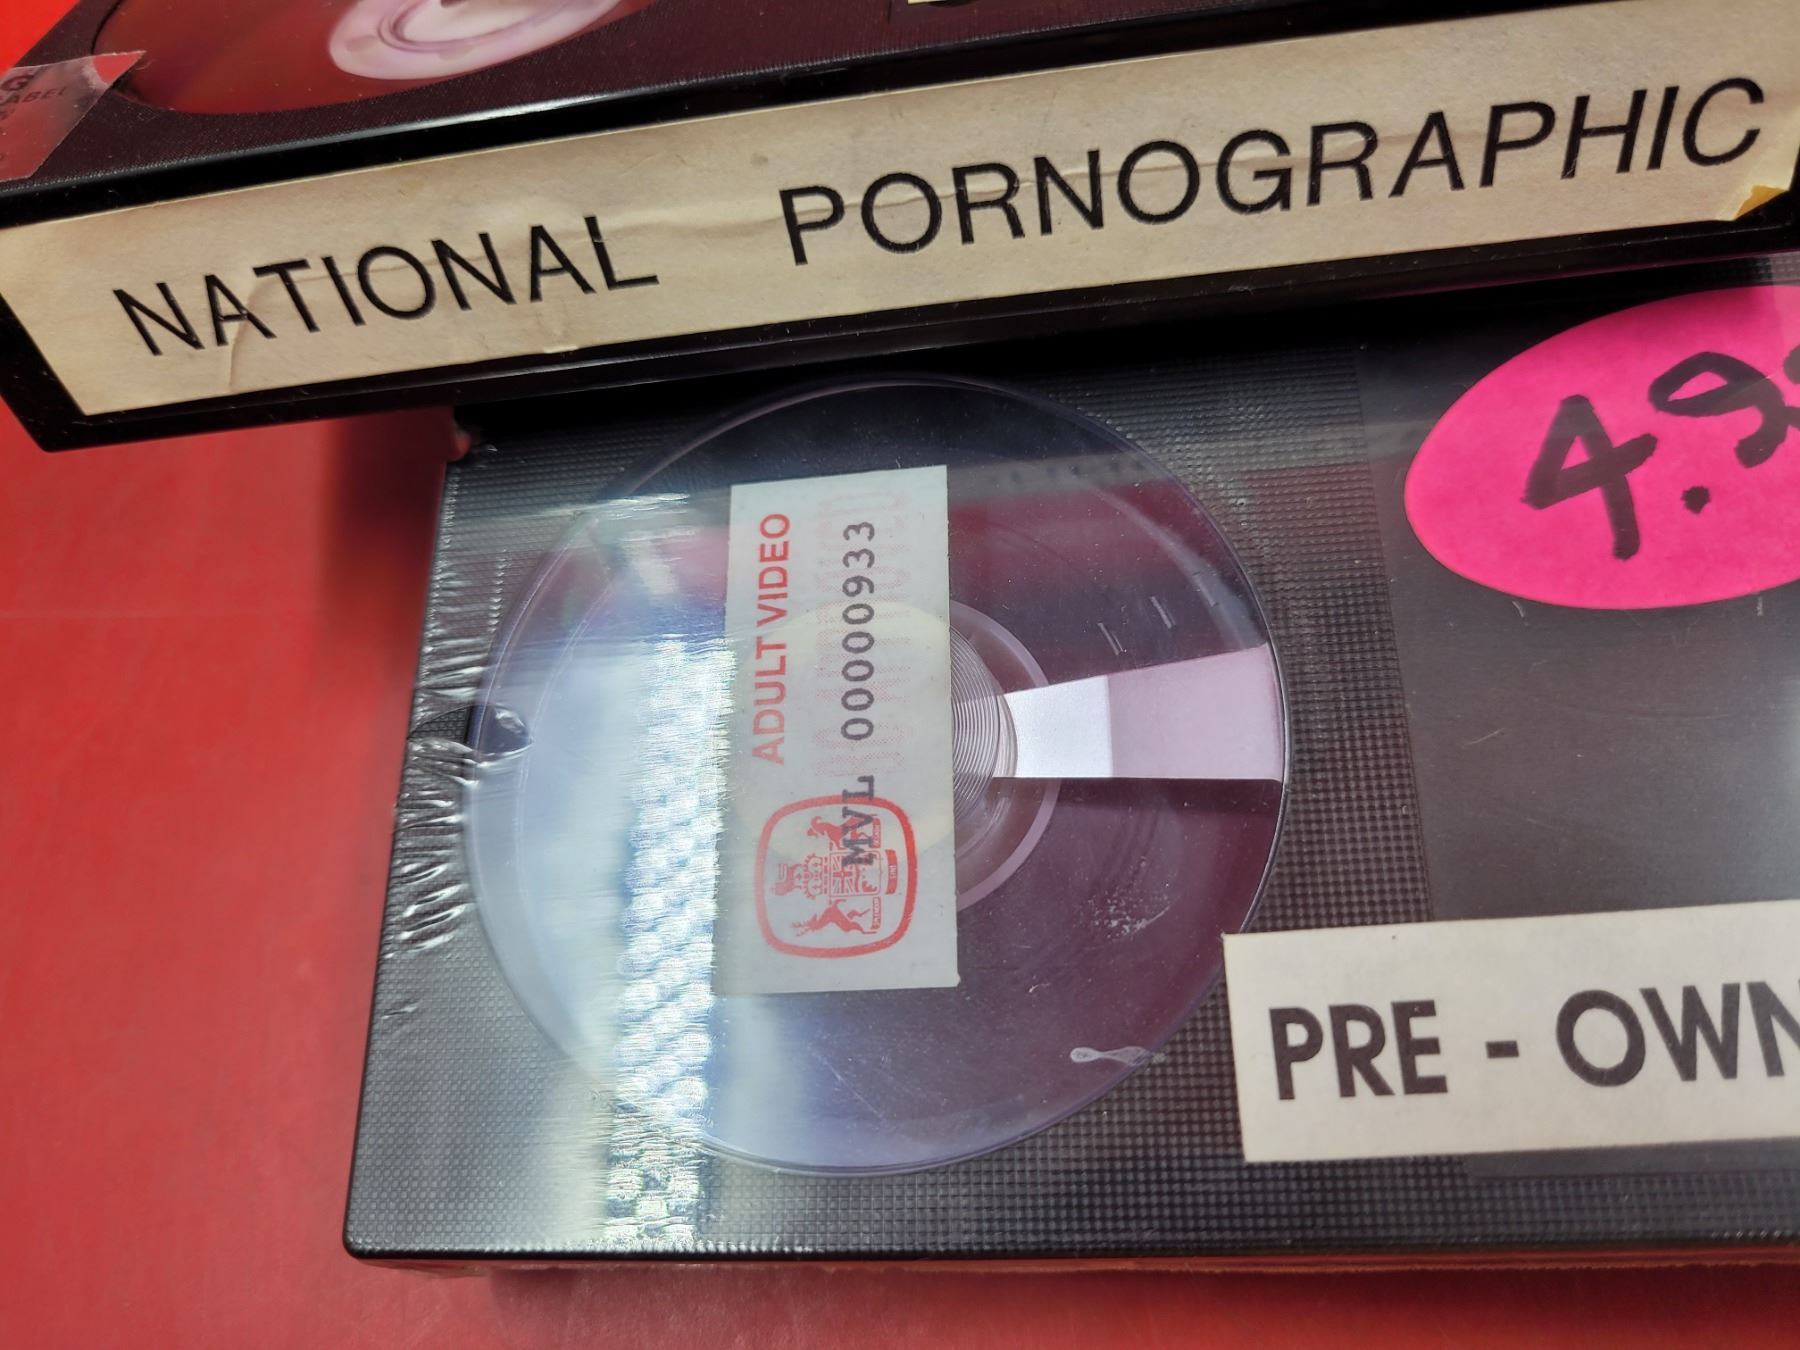 NATIONAL PORNOGRAPHIC
4.9
ADULT VIDEO
MVL 000000933
PRE - OWN